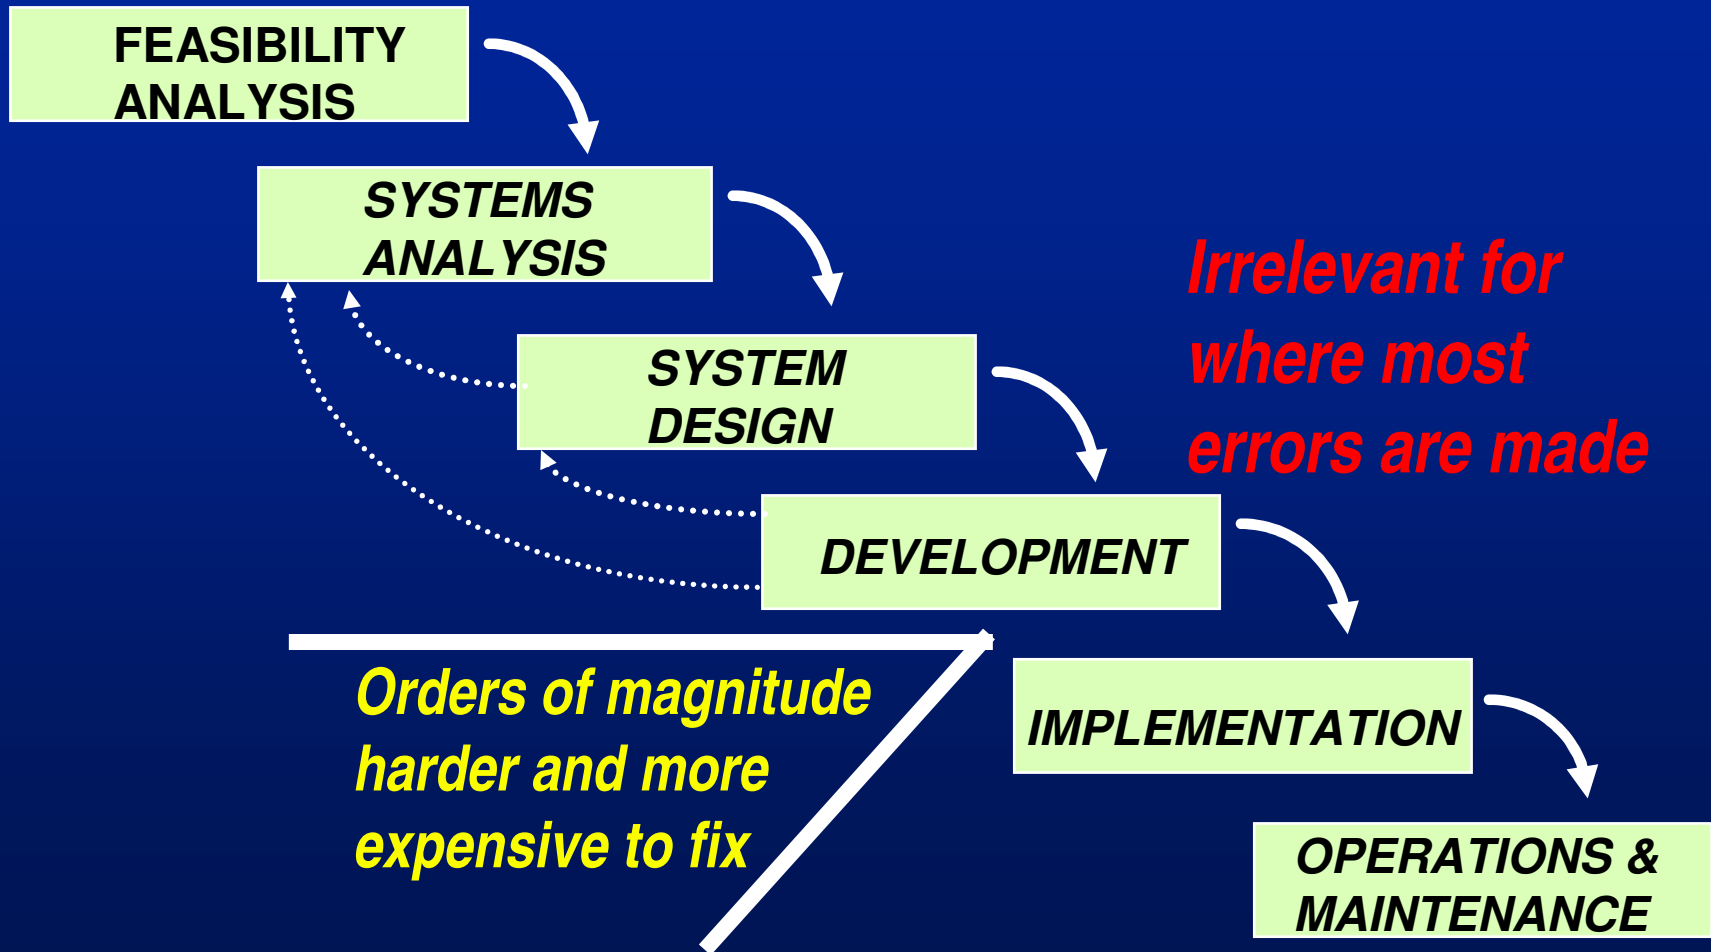 FEASIBILITY
ANALYSIS
SYSTEMS
ANALYSIS
Irrelevant for
where most
errors are made
SYSTEM
DESIGN
DEVELOPMENT
Orders of magnitude
harder and more
expensive to fix
IMPLEMENTATION
OPERATIONS &
MAINTENANCE